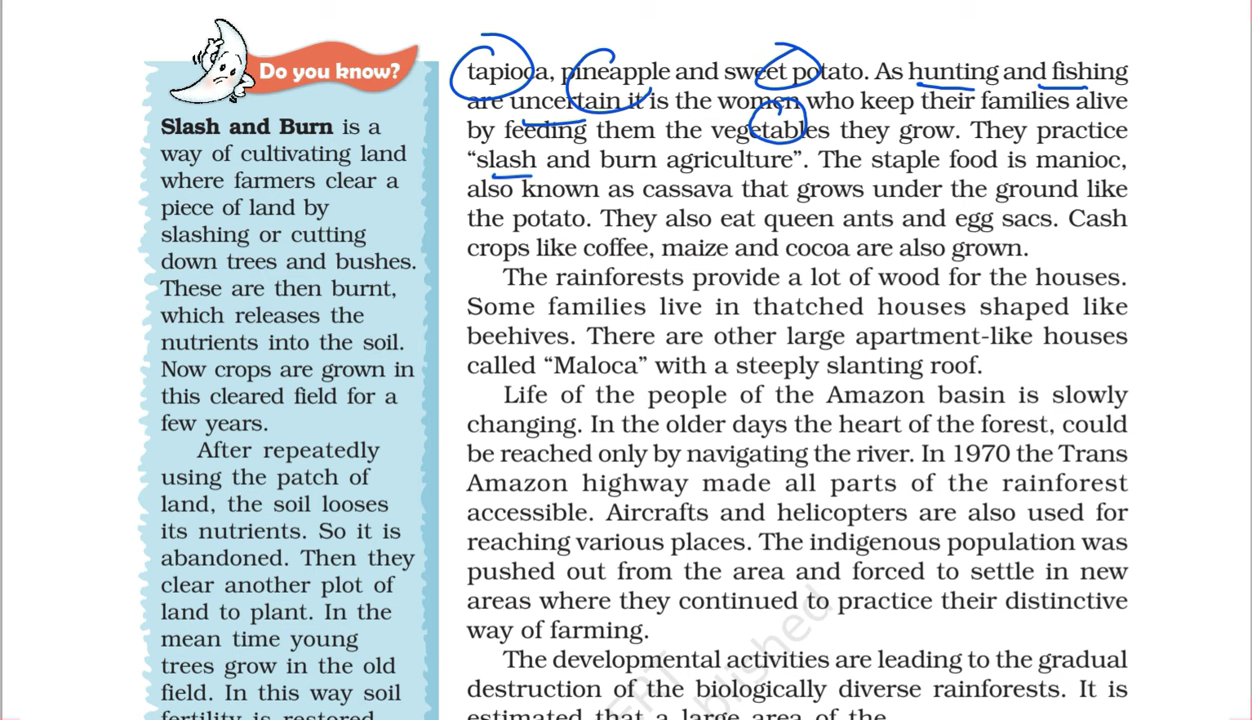 Do you know?
Slash and Burn is a
way of cultivating land
where farmers clear a
piece of land by
slashing or cutting
down trees and bushes.
These are then burnt,
which releases the
nutrients into the soil.
Now crops are grown in
this cleared field for a
few years.
After repeatedly
using the patch of
land, the soil looses
its nutrients. So it is
abandoned. Then they
clear another plot of
land to plant. In the
mean time young
trees grow in the old
field. In this way soil
fertility is restored
tapioca, pineapple and sweet potato. As hunting and fishing
are uncertain it is the women who keep their families alive
by feeding them the vegetables they grow. They practice
“slash and burn agriculture”. The staple food is manioc,
also known as cassava that grows under the ground like
the potato. They also eat queen ants and egg sacs. Cash
crops like coffee, maize and cocoa are also grown.
The rainforests provide a lot of wood for the houses.
Some families live in thatched houses shaped like
beehives. There are other large apartment-like houses
called “Maloca” with a steeply slanting roof.
Life of the people of the Amazon basin is slowly
changing. In the older days the heart of the forest, could
be reached only by navigating the river. In 1970 the Trans
Amazon highway made all parts of the rainforest
accessible. Aircrafts and helicopters are also used for
reaching various places. The indigenous population was
pushed out from the area and forced to settle in new
areas where they continued to practice their distinctive
way of farming.
The developmental activities are leading to the gradual
destruction of the biologically diverse rainforests. It is
estimated that a large area of the